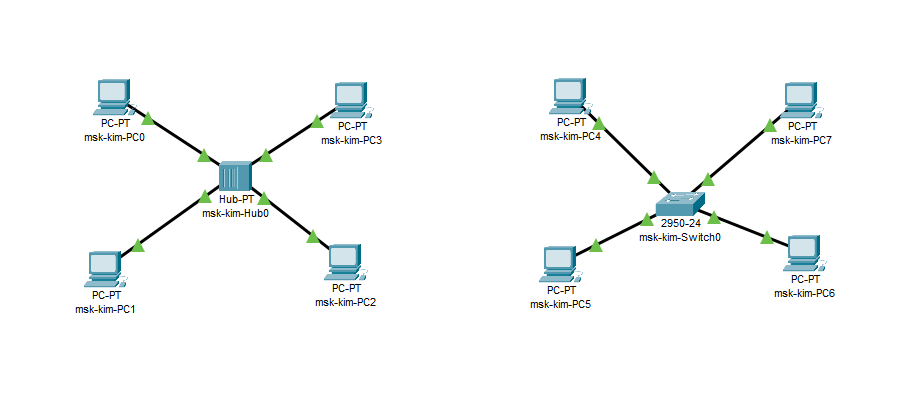 PC-PT
msk-kim-PC0
PC-PT
msk-kim-PC3
Hub-PT
msk-kim-Hub0
PC-PT
msk-kim-PC1
PC-PT
msk-kim-PC2
PC-PT
msk-kim-PC4
PC-PT
msk-kim-PC7
2950-24
msk-kim-Switch0
PC-PT
msk-kim-PC5
PC-PT
msk-kim-PC6